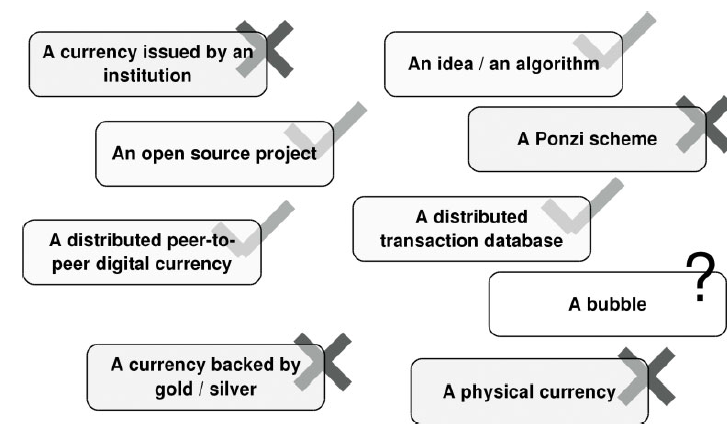 A currency issued by an
institution
An idea / an algorithm
A Ponzi scheme
An open source project
A distributed
transaction database
A distributed peer-to-
peer digital currency
?
A bubble
A currency backed by
gold / silver
A physical currency